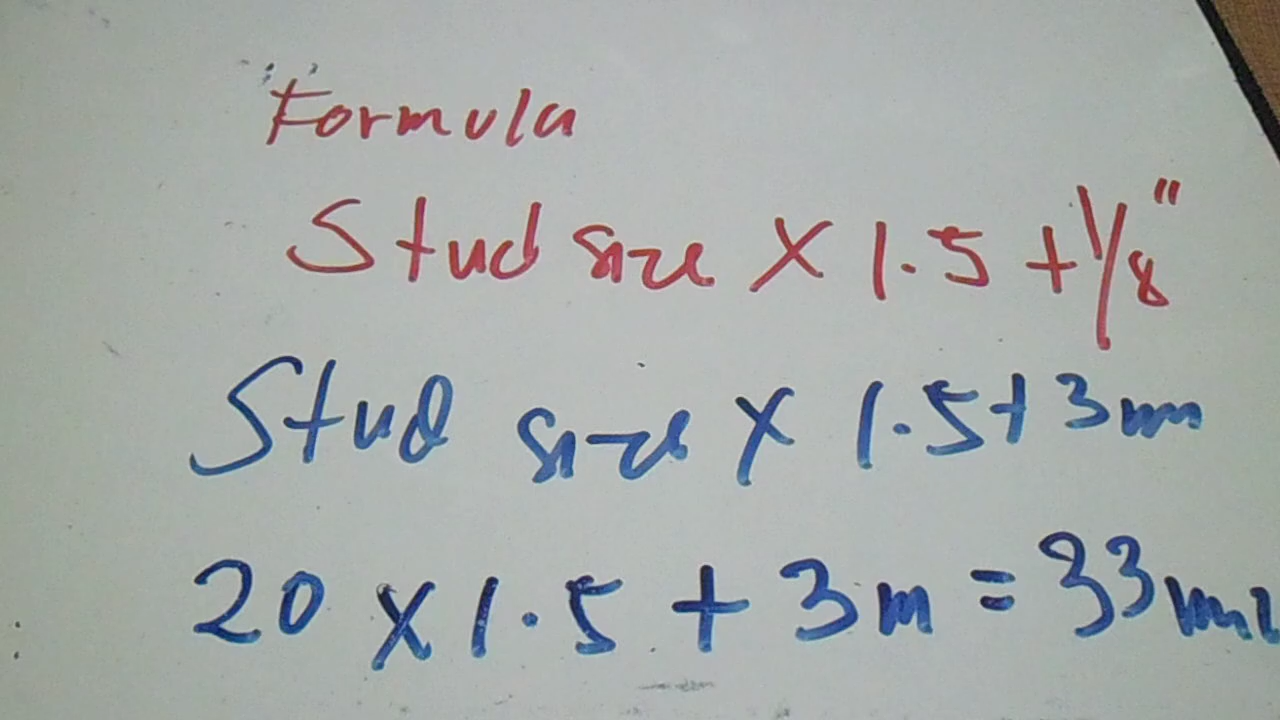 Formula
Stud size X 1.5 + 1/8"
Stud size X 1.5 + 3mm
20 X 1.5 + 3m = 33mm